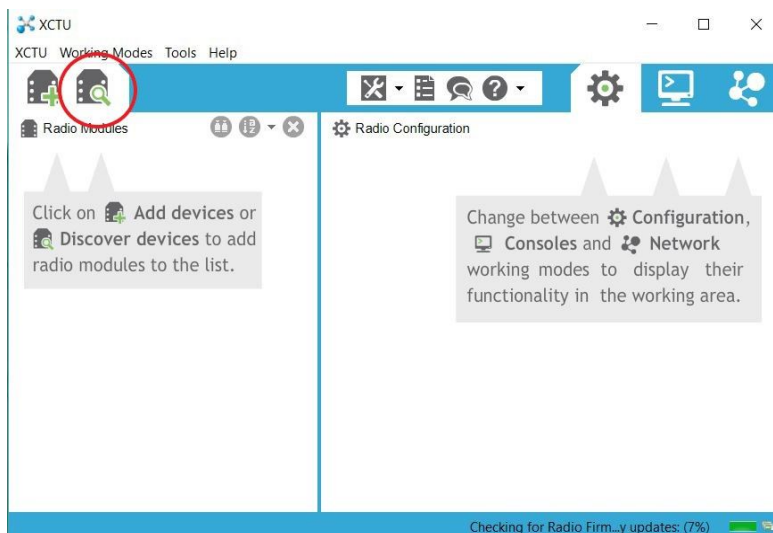 XCTU
XCTU Working Modes Tools Help
Radio Modules
Radio Configuration
Click on Add devices or
Discover devices to add
radio modules to the list.
Change between Configuration,
Consoles and Network
working modes to display their
functionality in the working area.
Checking for Radio Firm...y updates: (7%)